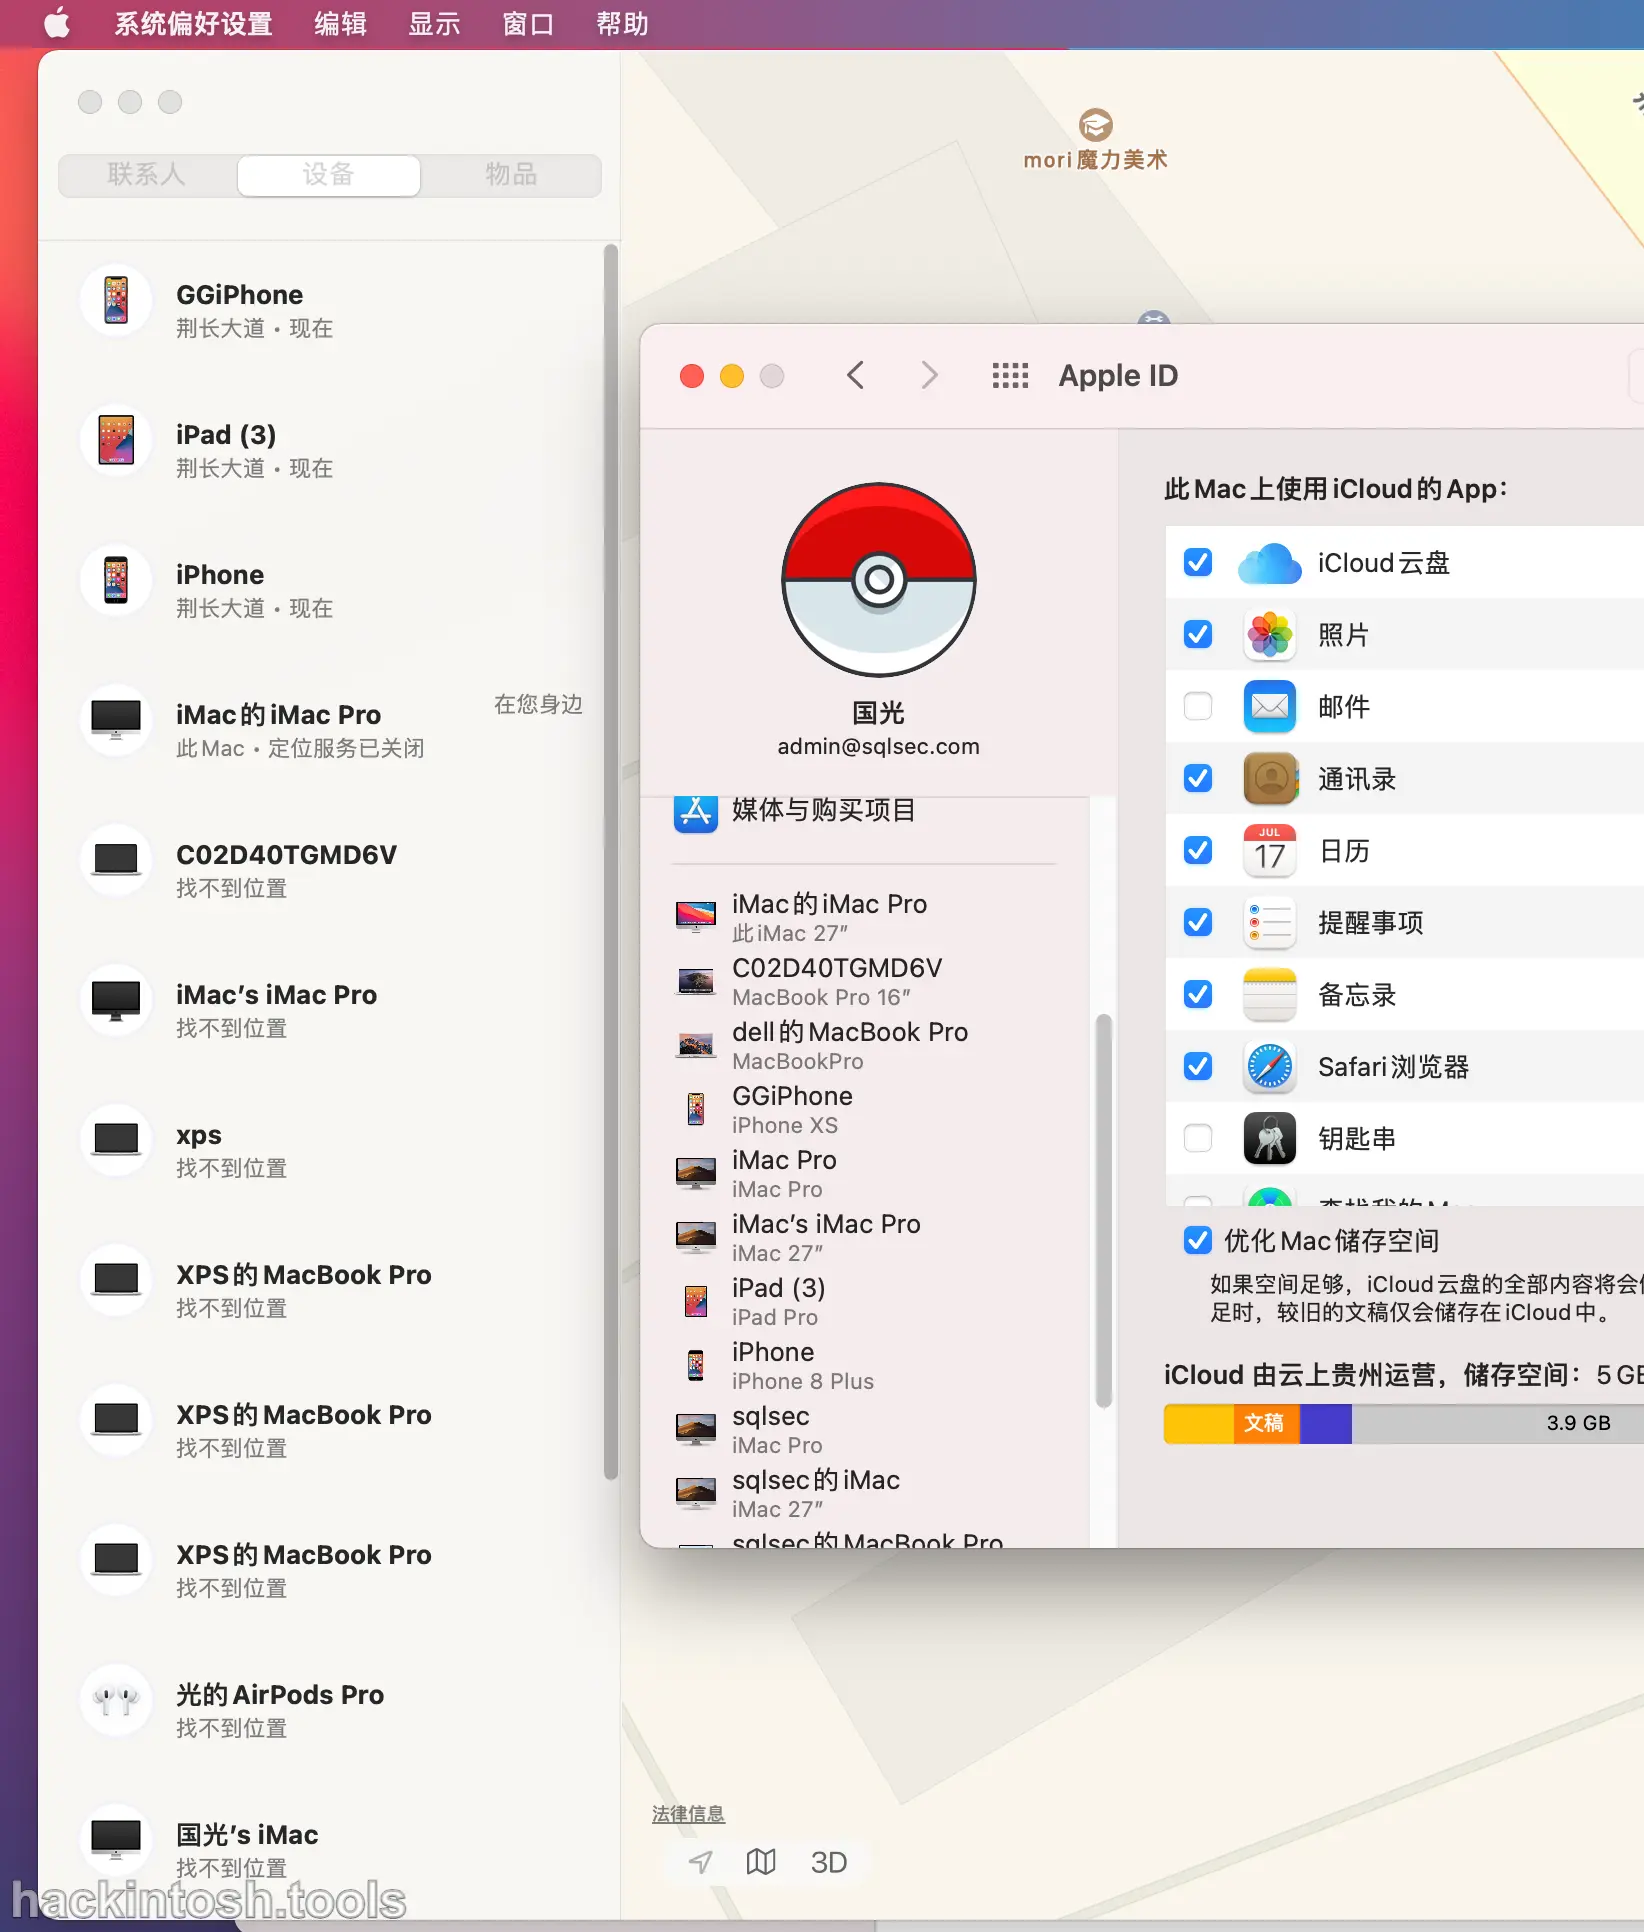 系统偏好设置 编辑 显示 窗口 帮助
联系人 设备 物品
GGiPhone
荆长大道 • 现在
iPad (3)
荆长大道 • 现在
iPhone
荆长大道 • 现在
iMac的iMac Pro 在您身边
此Mac • 定位服务已关闭
C02D40TGMD6V
找不到位置
iMac’s iMac Pro
找不到位置
xps
找不到位置
XPS的MacBook Pro
找不到位置
XPS的MacBook Pro
找不到位置
XPS的MacBook Pro
找不到位置
光的AirPods Pro
找不到位置
国光’s iMac
找不到位置
mori魔力美术
Apple ID
国光
admin@sqlsec.com
媒体与购买项目
iMac的iMac Pro
此iMac 27”
C02D40TGMD6V
MacBook Pro 16”
dell的MacBook Pro
MacBookPro
GGiPhone
iPhone XS
iMac Pro
iMac Pro
iMac’s iMac Pro
iMac 27”
iPad (3)
iPad Pro
iPhone
iPhone 8 Plus
sqlsec
iMac Pro
sqlsec的iMac
iMac 27”
sqlsec的MacBook Pro
此Mac上使用iCloud的App：
iCloud云盘
照片
邮件
通讯录
JUL
17
日历
提醒事项
备忘录
Safari浏览器
钥匙串
查找我的Mac
优化Mac储存空间
如果空间足够，iCloud云盘的全部内容将会
足时，较旧的文稿仅会储存在iCloud中。
iCloud 由云上贵州运营，储存空间：5 GB
文稿 3.9 GB
法律信息
3D
hackintosh.tools